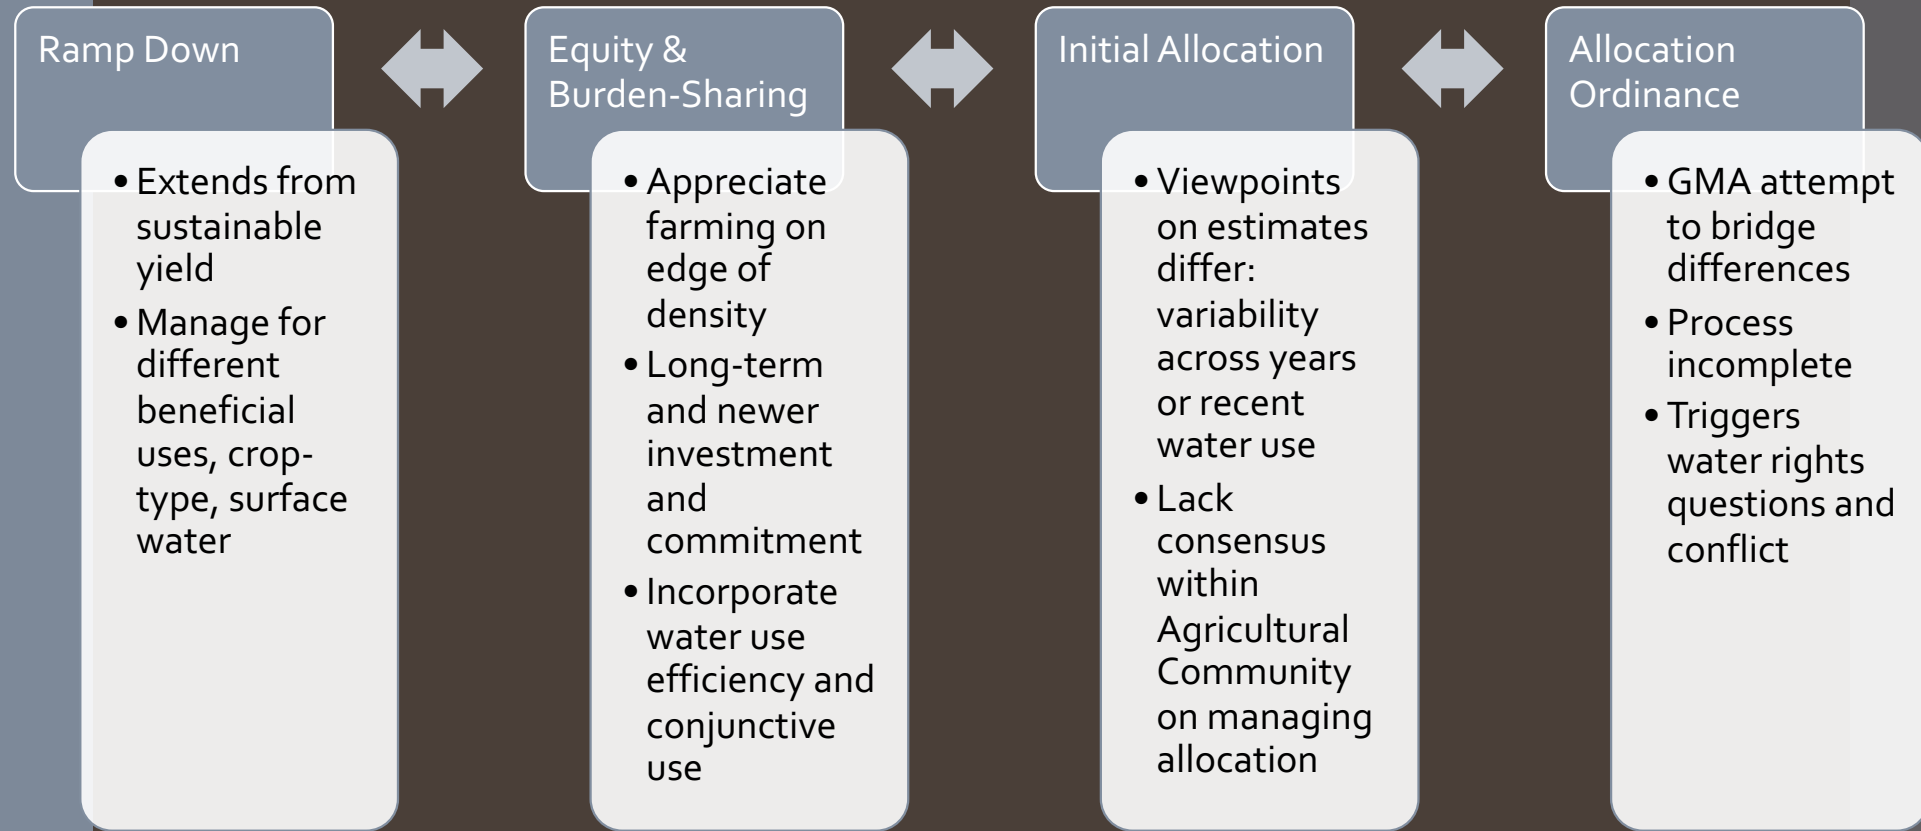 Ramp Down
• Extends from
sustainable
yield
• Manage for
different
beneficial
uses, crop-
type, surface
water
Equity &
Burden-Sharing
• Appreciate
farming on
edge of
density
• Long-term
and newer
investment
and
commitment
• Incorporate
water use
efficiency and
conjunctive
use
Initial Allocation
• Viewpoints
on estimates
differ:
variability
across years
or recent
water use
• Lack
consensus
within
Agricultural
Community
on managing
allocation
Allocation
Ordinance
• GMA attempt
to bridge
differences
• Process
incomplete
• Triggers
water rights
questions and
conflict